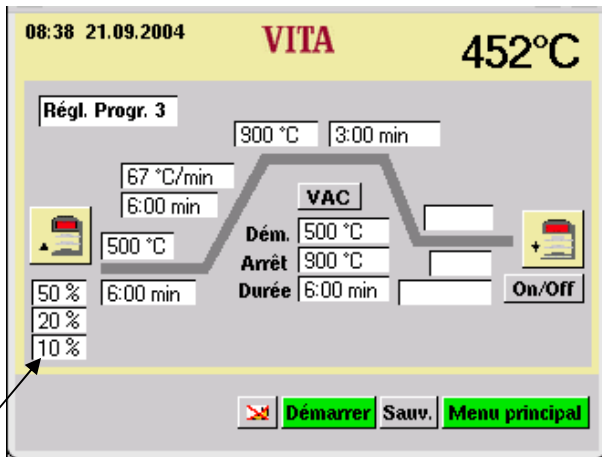 08:38 21.09.2004 VITA 452°C
Régl. Progr. 3
900 °C 3:00 min
67 °C/min
6:00 min
VAC
500 °C
Dém. 500 °C
Arrêt 900 °C
50 % 6:00 min Durée 6:00 min On/Off
20 %
10 %
Démarrer Sauv. Menu principal